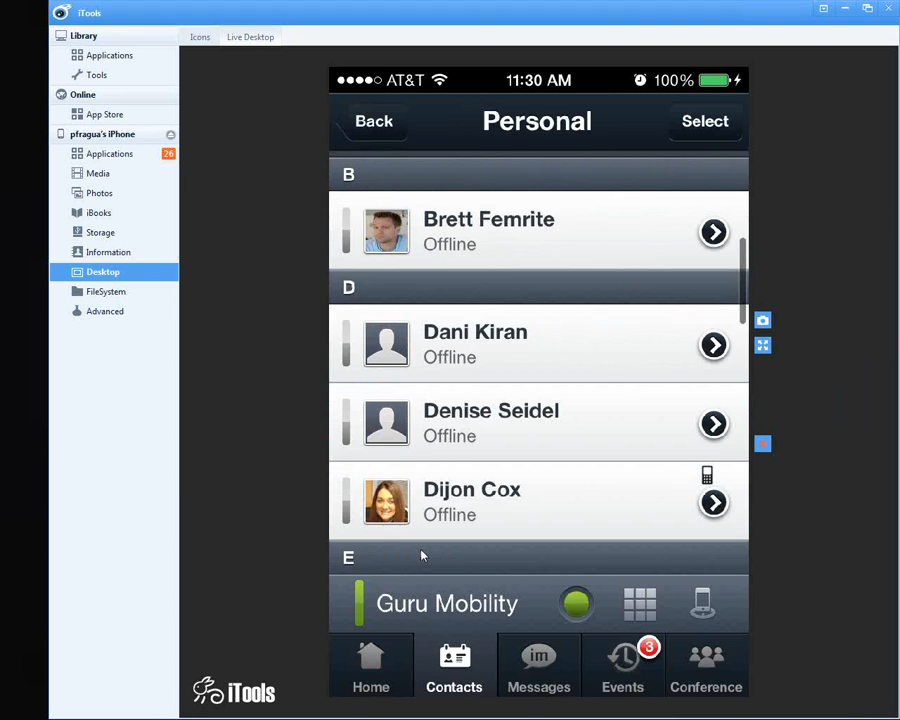 iTools
Library
Icons
Live Desktop
Applications
Tools
Online
App Store
pfragua's iPhone
Applications
26
Media
Photos
iBooks
Storage
Information
Desktop
FileSystem
Advanced
AT&T
11:30 AM
100%
Back
Personal
Select
B
Brett Femrite
Offline
D
Dani Kiran
Offline
Denise Seidel
Offline
Dijon Cox
Offline
E
Guru Mobility
im
3
Home
Contacts
Messages
Events
Conference
iTools